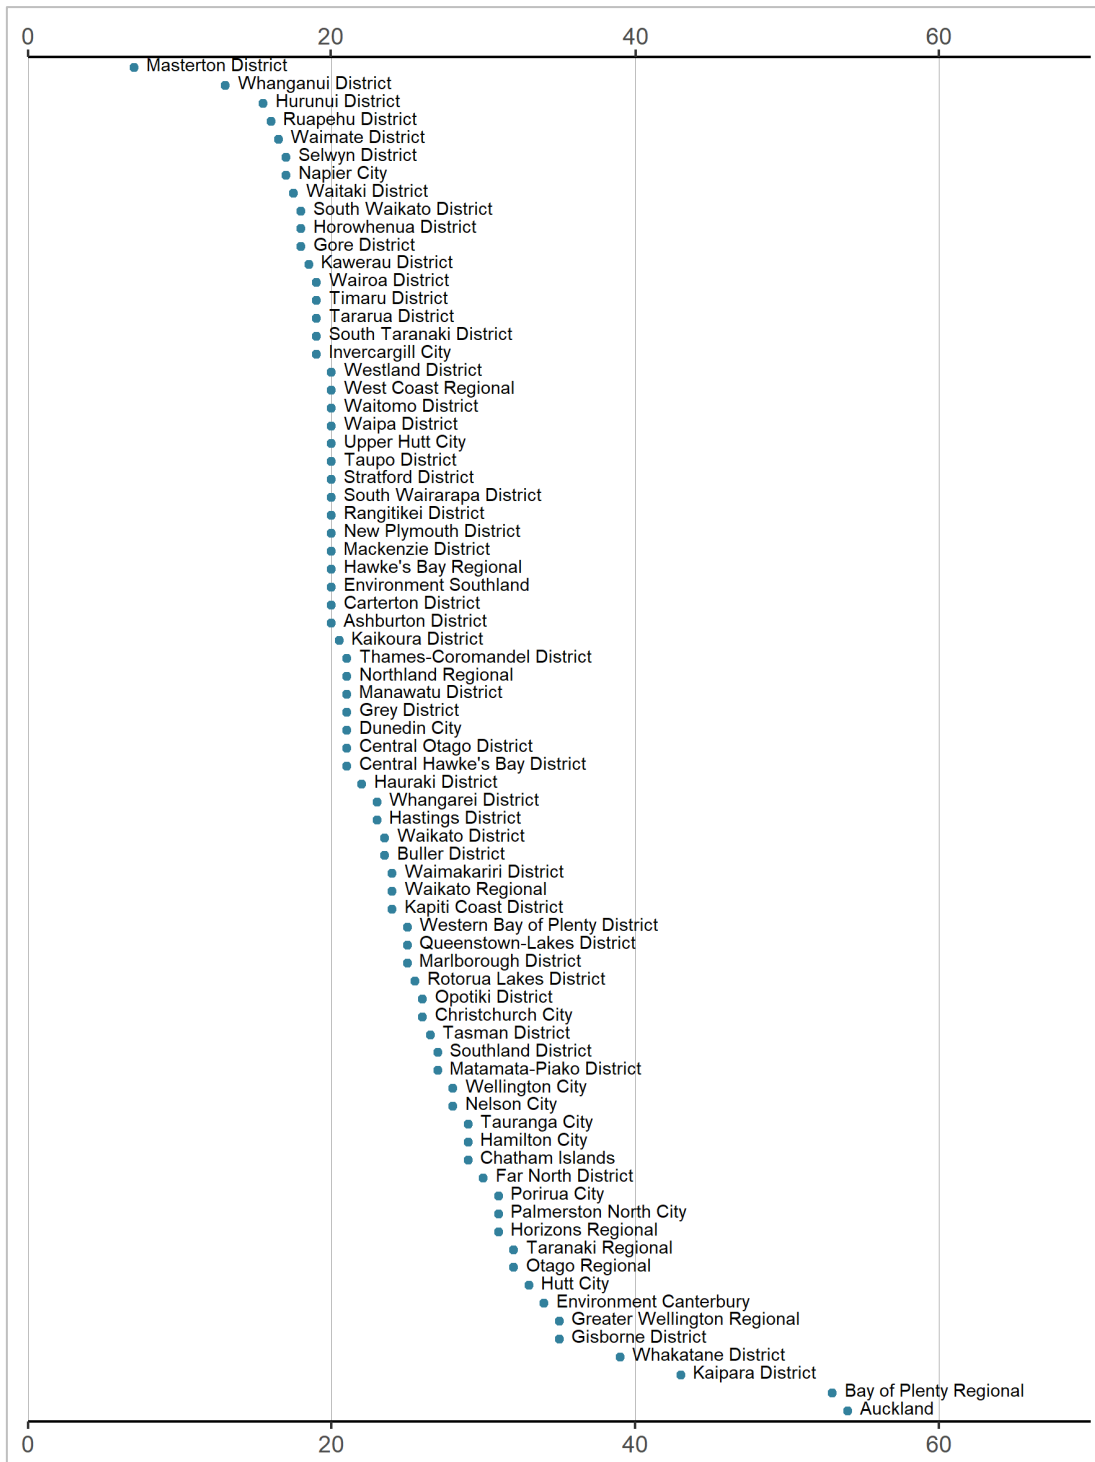 0 20 40 60
Masterton District
Whanganui District
Hurunui District
Ruapehu District
Waimate District
Selwyn District
Napier City
Waitaki District
South Waikato District
Horowhenua District
Gore District
Kawerau District
Wairoa District
Timaru District
Tararua District
South Taranaki District
Invercargill City
Westland District
West Coast Regional
Waitomo District
Waipa District
Upper Hutt City
Taupo District
Stratford District
South Wairarapa District
Rangitikei District
New Plymouth District
Mackenzie District
Hawke's Bay Regional
Environment Southland
Carterton District
Ashburton District
Kaikoura District
Thames-Coromandel District
Northland Regional
Manawatu District
Grey District
Dunedin City
Central Otago District
Central Hawke's Bay District
Hauraki District
Whangarei District
Hastings District
Waikato District
Buller District
Waimakariri District
Waikato Regional
Kapiti Coast District
Western Bay of Plenty District
Queenstown-Lakes District
Marlborough District
Rotorua Lakes District
Opotiki District
Christchurch City
Tasman District
Southland District
Matamata-Piako District
Wellington City
Nelson City
Tauranga City
Hamilton City
Chatham Islands
Far North District
Porirua City
Palmerston North City
Horizons Regional
Taranaki Regional
Otago Regional
Hutt City
Environment Canterbury
Greater Wellington Regional
Gisborne District
Whakatane District
Kaipara District
Bay of Plenty Regional
Auckland
0 20 40 60